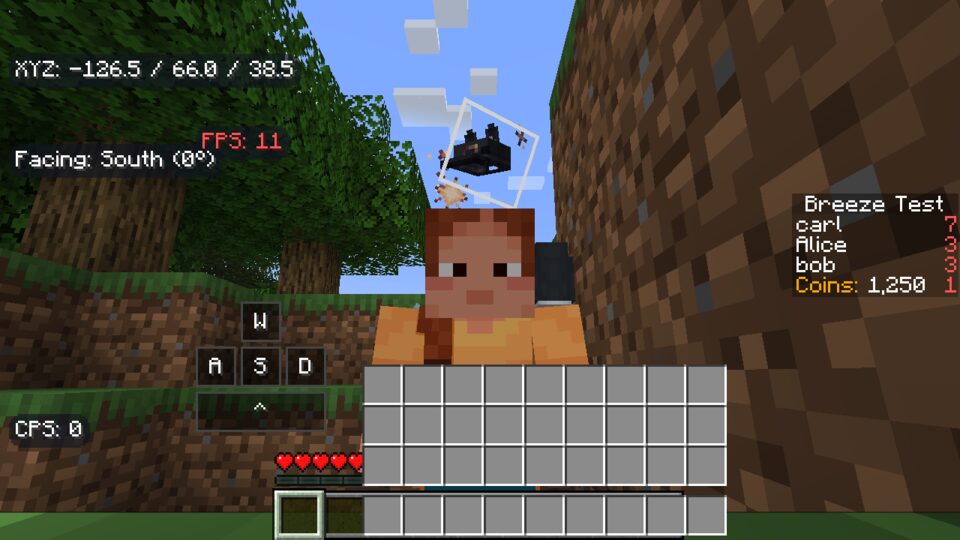 XYZ: -126.5 / 66.0 / 38.5
FPS: 11
Facing: South (0°)
Breeze Test
carl 7
Alice 3
bob 3
Coins: 1,250 1
W
A S D
^
CPS: 0